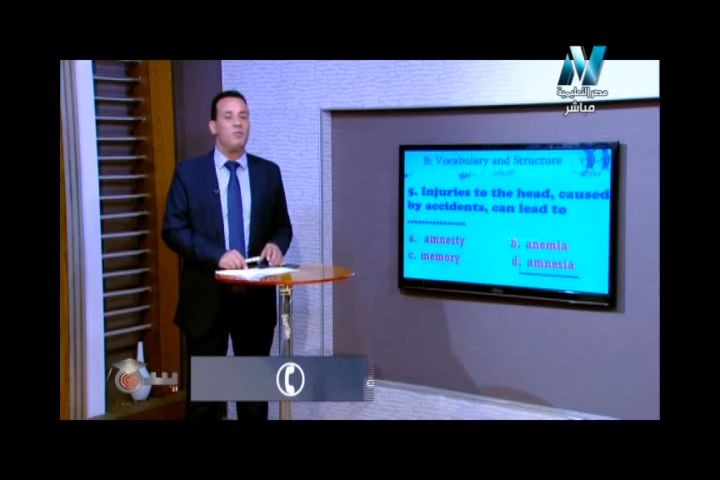 مصر التعليمية
مباشر
B: Vocabulary and Structure
5. Injuries to the head, caused
by accidents, can lead to
................
a. amnesty
b. anemia
c. memory
d. amnesia